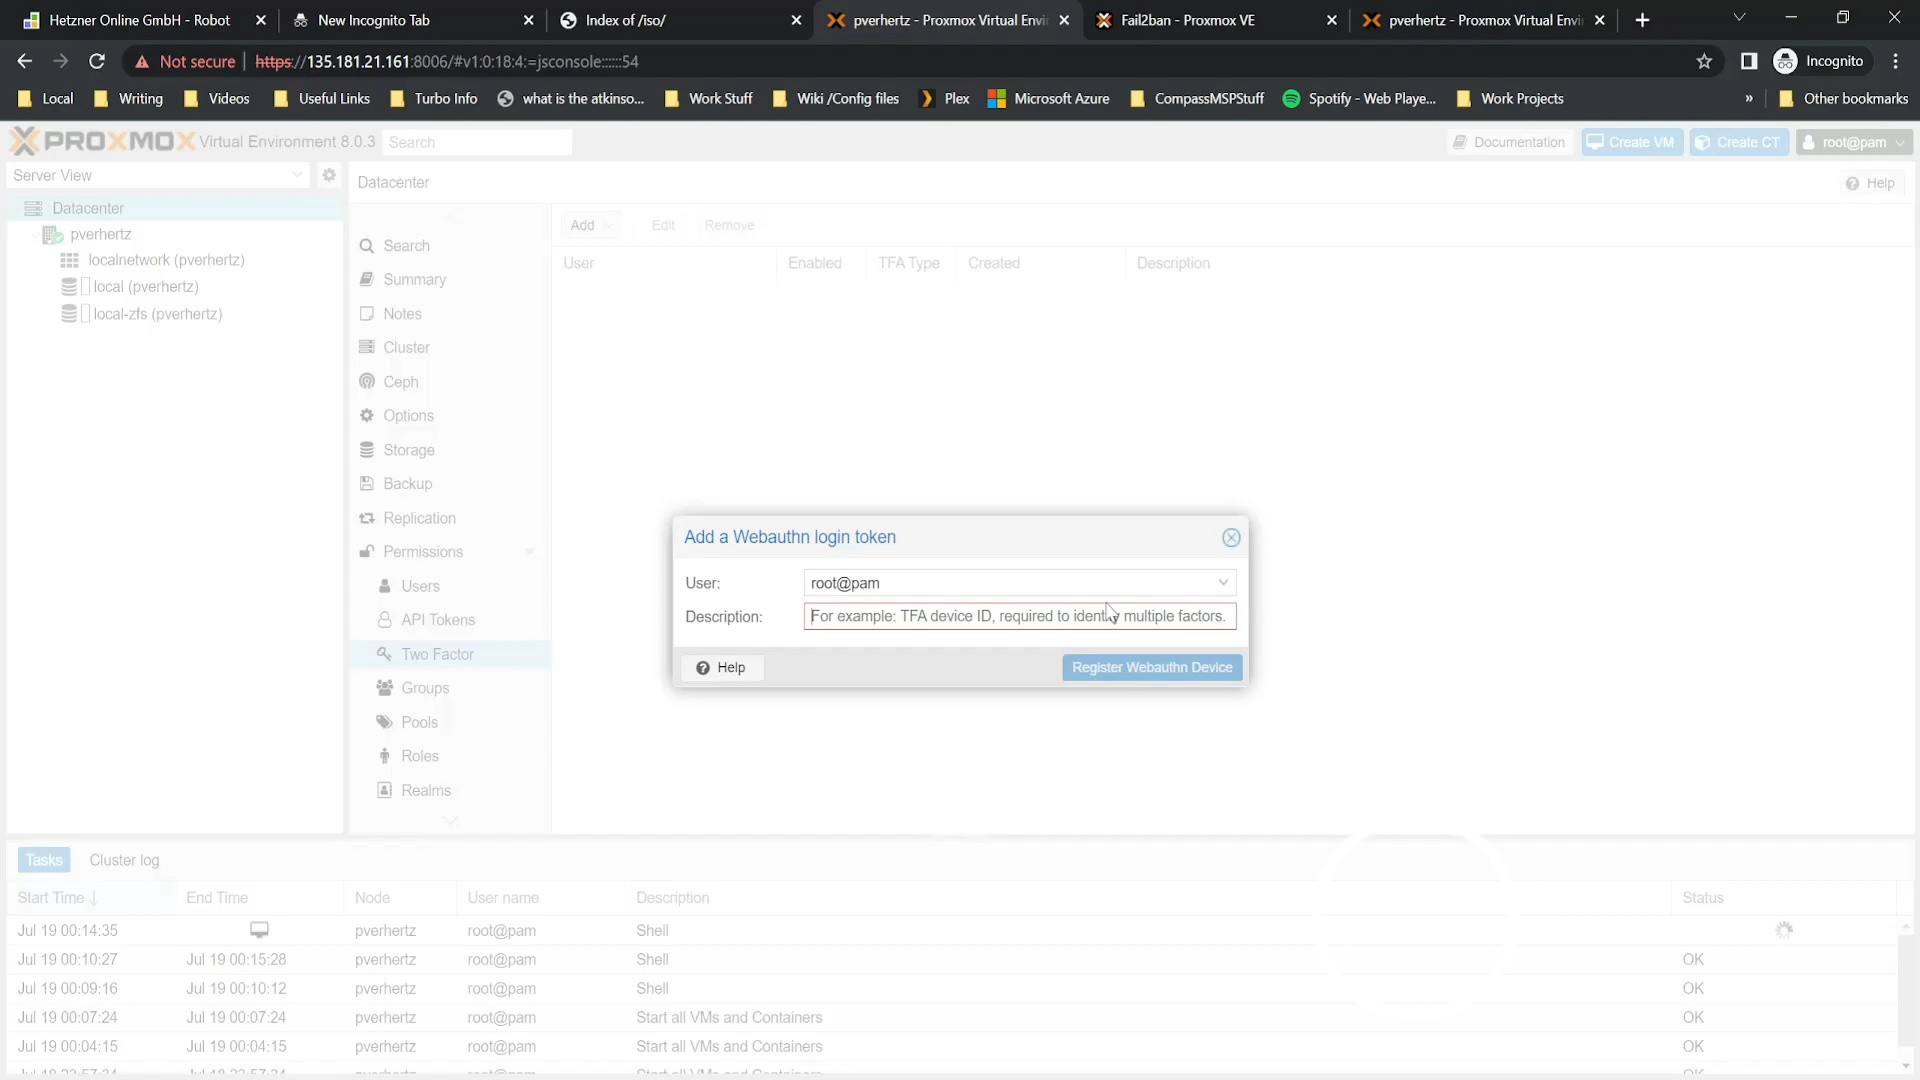 Hetzner Online GmbH - Robot
New Incognito Tab
Index of /iso/
pverhertz - Proxmox Virtual Envi
Fail2ban - Proxmox VE
pverhertz - Proxmox Virtual Envi
Not secure
https://135.181.21.161:8006/#v1:0:18:4:=jsconsole::::::54
Incognito
Local
Writing
Videos
Useful Links
Turbo Info
what is the atkinso...
Work Stuff
Wiki /Config files
Plex
Microsoft Azure
CompassMSPStuff
Spotify - Web Playe...
Work Projects
»
Other bookmarks
PROXMOX Virtual Environment 8.0.3
Search
Documentation
Create VM
Create CT
root@pam
Server View
Datacenter
Help
Datacenter
pverhertz
localnetwork (pverhertz)
local (pverhertz)
local-zfs (pverhertz)
Search
Summary
Notes
Cluster
Ceph
Options
Storage
Backup
Replication
Permissions
Users
API Tokens
Two Factor
Groups
Pools
Roles
Realms
Add
Edit
Remove
User
Enabled
TFA Type
Created
Description
Add a Webauthn login token
User:
root@pam
Description:
For example: TFA device ID, required to identify multiple factors.
Help
Register Webauthn Device
Tasks
Cluster log
Start Time
End Time
Node
User name
Description
Status
Jul 19 00:14:35 pverhertz root@pam Shell
Jul 19 00:10:27 Jul 19 00:15:28 pverhertz root@pam Shell OK
Jul 19 00:09:16 Jul 19 00:10:12 pverhertz root@pam Shell OK
Jul 19 00:07:24 Jul 19 00:07:24 pverhertz root@pam Start all VMs and Containers OK
Jul 19 00:04:15 Jul 19 00:04:15 pverhertz root@pam Start all VMs and Containers OK